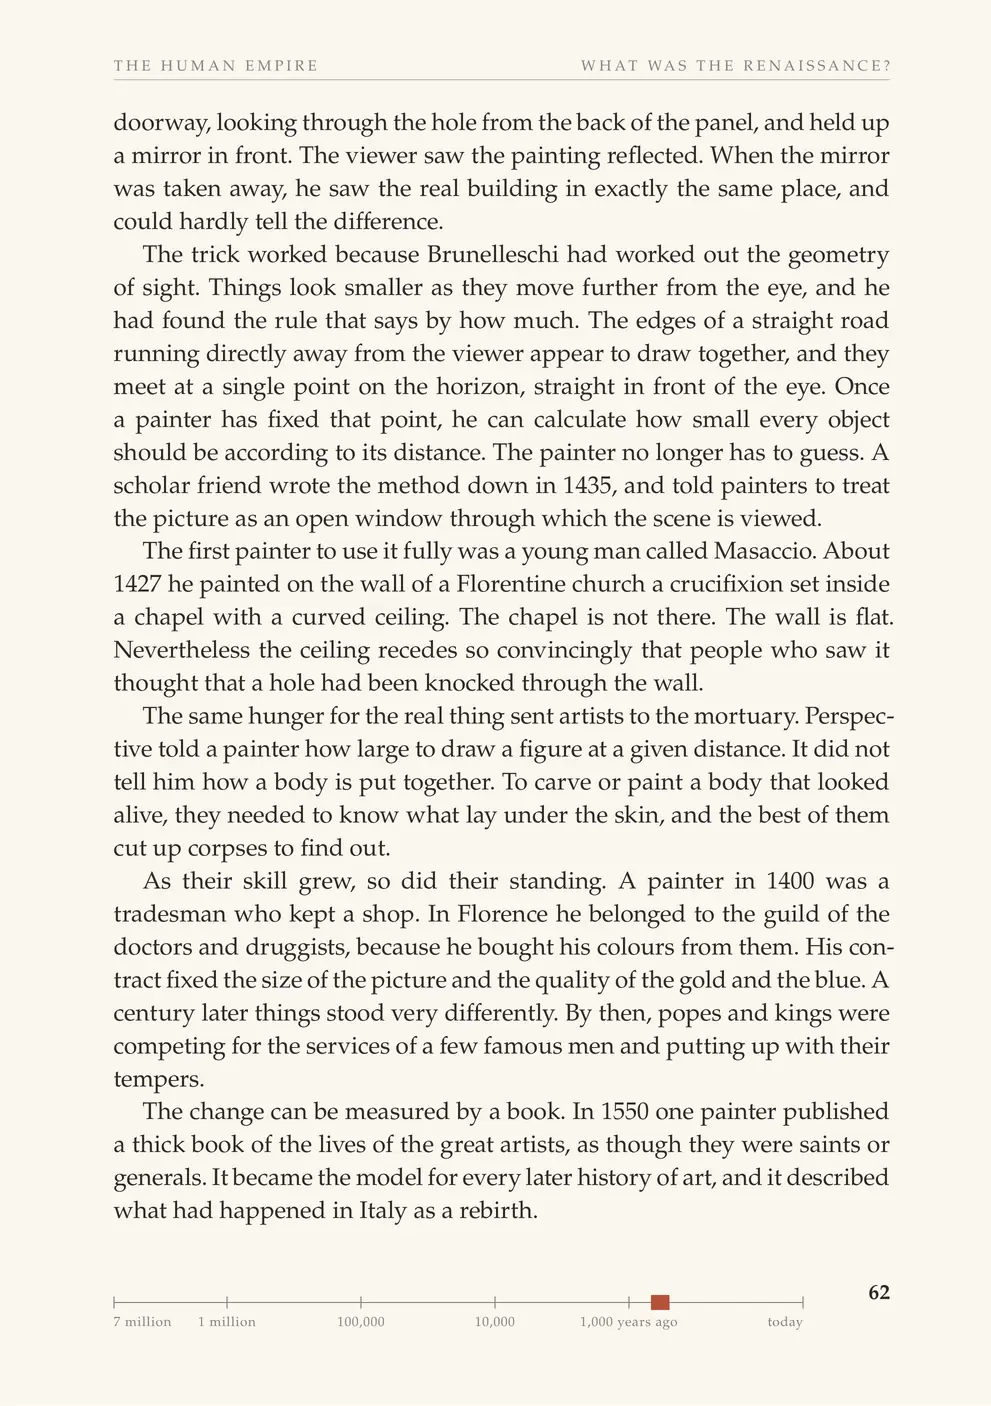 THE HUMAN EMPIRE
WHAT WAS THE RENAISSANCE?
doorway, looking through the hole from the back of the panel, and held up
a mirror in front. The viewer saw the painting reflected. When the mirror
was taken away, he saw the real building in exactly the same place, and
could hardly tell the difference.
The trick worked because Brunelleschi had worked out the geometry
of sight. Things look smaller as they move further from the eye, and he
had found the rule that says by how much. The edges of a straight road
running directly away from the viewer appear to draw together, and they
meet at a single point on the horizon, straight in front of the eye. Once
a painter has fixed that point, he can calculate how small every object
should be according to its distance. The painter no longer has to guess. A
scholar friend wrote the method down in 1435, and told painters to treat
the picture as an open window through which the scene is viewed.
The first painter to use it fully was a young man called Masaccio. About
1427 he painted on the wall of a Florentine church a crucifixion set inside
a chapel with a curved ceiling. The chapel is not there. The wall is flat.
Nevertheless the ceiling recedes so convincingly that people who saw it
thought that a hole had been knocked through the wall.
The same hunger for the real thing sent artists to the mortuary. Perspec-
tive told a painter how large to draw a figure at a given distance. It did not
tell him how a body is put together. To carve or paint a body that looked
alive, they needed to know what lay under the skin, and the best of them
cut up corpses to find out.
As their skill grew, so did their standing. A painter in 1400 was a
tradesman who kept a shop. In Florence he belonged to the guild of the
doctors and druggists, because he bought his colours from them. His con-
tract fixed the size of the picture and the quality of the gold and the blue. A
century later things stood very differently. By then, popes and kings were
competing for the services of a few famous men and putting up with their
tempers.
The change can be measured by a book. In 1550 one painter published
a thick book of the lives of the great artists, as though they were saints or
generals. It became the model for every later history of art, and it described
what had happened in Italy as a rebirth.
62
7 million 1 million 100,000 10,000 1,000 years ago today